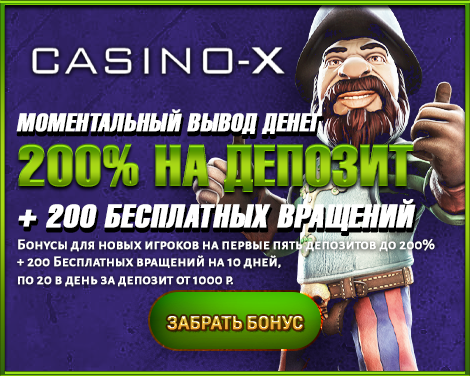 CASINO-X
МОМЕНТАЛЬНЫЙ ВЫВОД ДЕНЕГ
200% НА ДЕПОЗИТ
+ 200 БЕСПЛАТНЫХ ВРАЩЕНИЙ
Бонусы для новых игроков на первые пять депозитов до 200%
+ 200 Бесплатных вращений на 10 дней,
по 20 в день за депозит от 1000 р.
ЗАБРАТЬ БОНУС